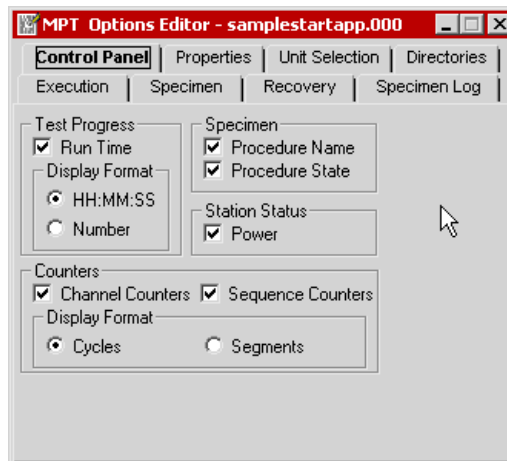 MPT Options Editor - samplestartapp.000
Control Panel Properties Unit Selection Directories
Execution Specimen Recovery Specimen Log
Test Progress
Run Time
Display Format
HH:MM:SS
Number
Specimen
Procedure Name
Procedure State
Station Status
Power
Counters
Channel Counters Sequence Counters
Display Format
Cycles Segments